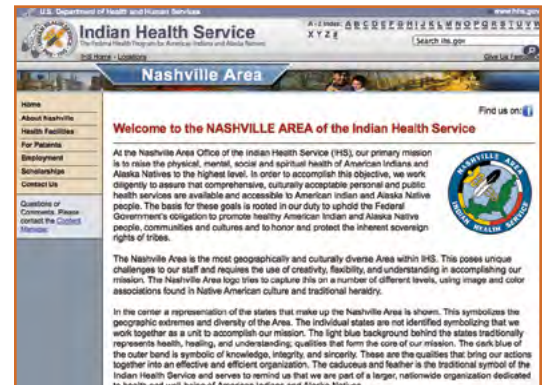 U.S. Department of Health and Human Services
www.hhs.gov
Indian Health Service
The Federal Health Program for American Indians and Alaska Natives
A-Z Index: A B C D E F G H I J K L M N O P Q R S T U V W
X Y Z #
Search ihs.gov
IHS Home - Locations
Give Us Feedback
Nashville Area
Home
About Nashville
Health Facilities
For Patients
Employment
Scholarships
Contact Us
Questions or
Comments. Please
contact the Content
Manager.
Find us on:
Welcome to the NASHVILLE AREA of the Indian Health Service
At the Nashville Area Office of the Indian Health Service (IHS), our primary mission
is to raise the physical, mental, social and spiritual health of American Indians and
Alaska Natives to the highest level. In order to accomplish this objective, we work
diligently to assure that comprehensive, culturally acceptable personal and public
health services are available and accessible to American Indian and Alaska Native
people. The basis for these goals is rooted in our duty to uphold the Federal
Government's obligation to promote healthy American Indian and Alaska Native
people, communities and cultures and to honor and protect the inherent sovereign
rights of tribes.
NASHVILLE AREA
INDIAN HEALTH SERVICE
The Nashville Area is the most geographically and culturally diverse Area within IHS. This poses unique
challenges to our staff and requires the use of creativity, flexibility, and understanding in accomplishing our
mission. The Nashville Area logo tries to capture this on a number of different levels, using image and color
associations found in Native American culture and traditional heraldry.
In the center a representation of the states that make up the Nashville Area is shown. This symbolizes the
geographic extremes and diversity of the Area. The individual states are not identified symbolizing that we
work together as a unit to accomplish our mission. The light blue background behind the states traditionally
represents health, healing, and understanding; qualities that form the core of our mission. The dark blue of
the outer band is symbolic of knowledge, integrity, and sincerity. These are the qualities that bring our actions
together into an effective and efficient organization. The caduceus and feather is the traditional symbol of the
Indian Health Service and serves to remind us that we are part of a larger, nationwide organization dedicated
to health and well-being of American Indians and Alaska Natives.